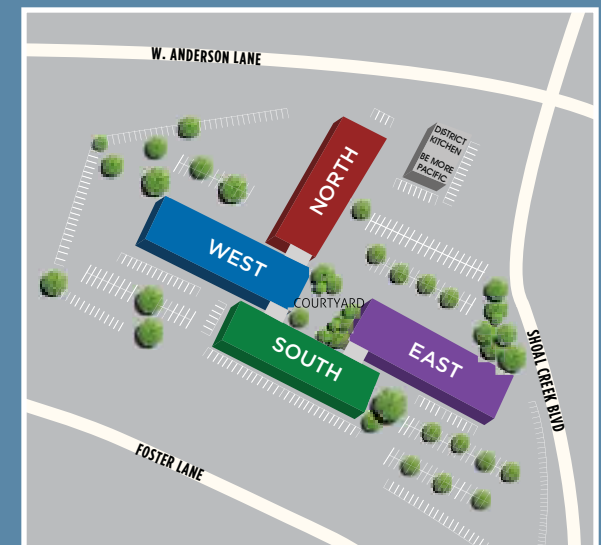 W. ANDERSON LANE
DISTRICT
KITCHEN
BE MORE
PACIFIC
NORTH
WEST
COURTYARD
SOUTH
EAST
SHOAL CREEK BLVD
FOSTER LANE